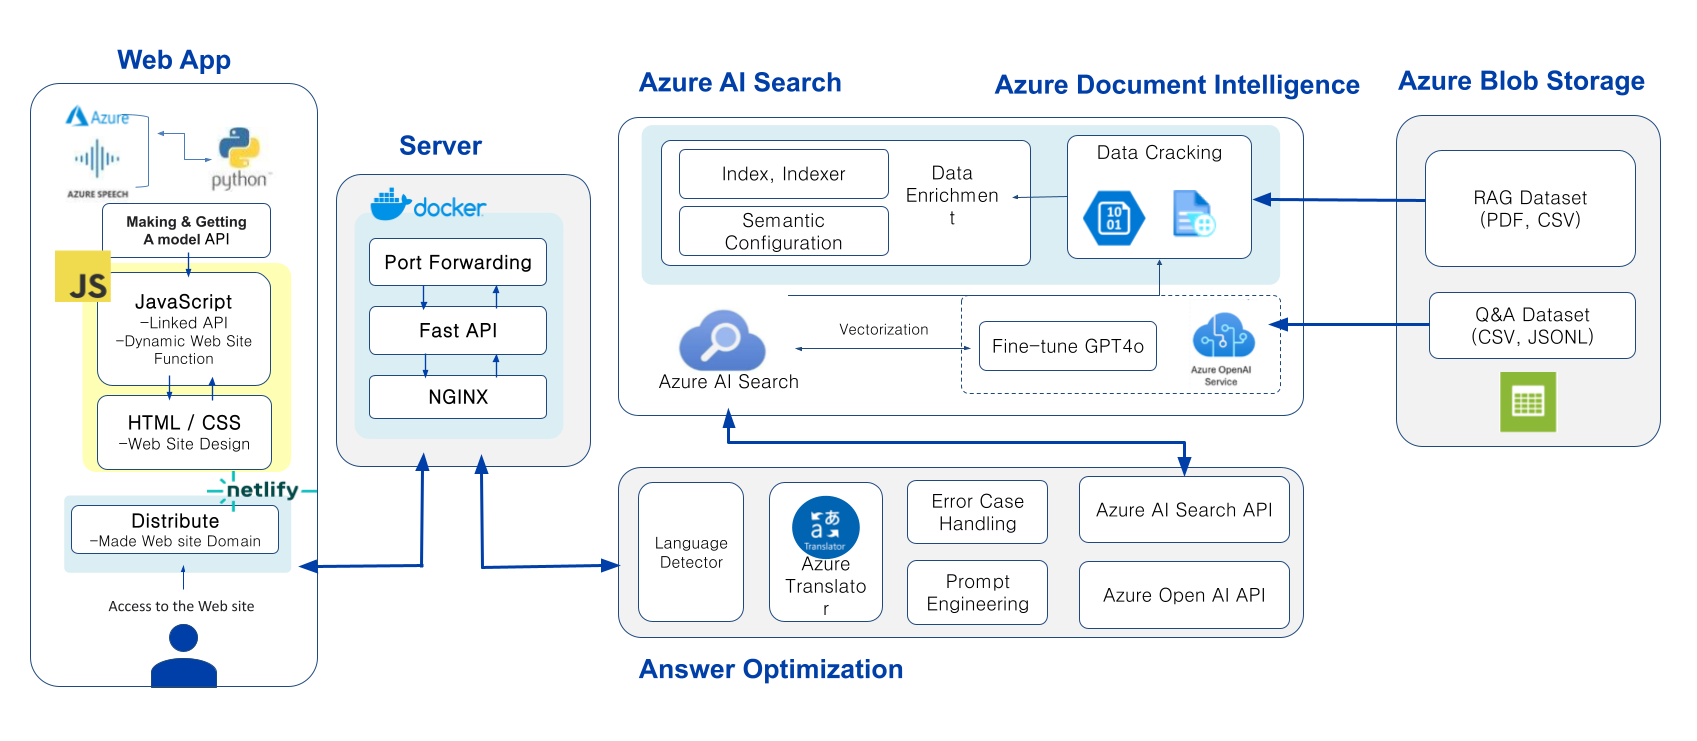 Web App
Azure
AZURE SPEECH
python™
Making & Getting
A model API
JS
JavaScript
-Linked API
-Dynamic Web Site
Function
HTML / CSS
-Web Site Design
netlify
Distribute
-Made Web site Domain
Access to the Web site
Server
docker
Port Forwarding
Fast API
NGINX
Azure AI Search
Azure Document Intelligence
Index, Indexer
Semantic
Configuration
Data
Enrichmen
t
Data Cracking
10
01
Vectorization
Azure AI Search
Fine-tune GPT4o
Azure OpenAI
Service
Azure Blob Storage
RAG Dataset
(PDF, CSV)
Q&A Dataset
(CSV, JSONL)
Language
Detector
a あ
Translator
Azure
Translato
r
Error Case
Handling
Prompt
Engineering
Azure AI Search API
Azure Open AI API
Answer Optimization